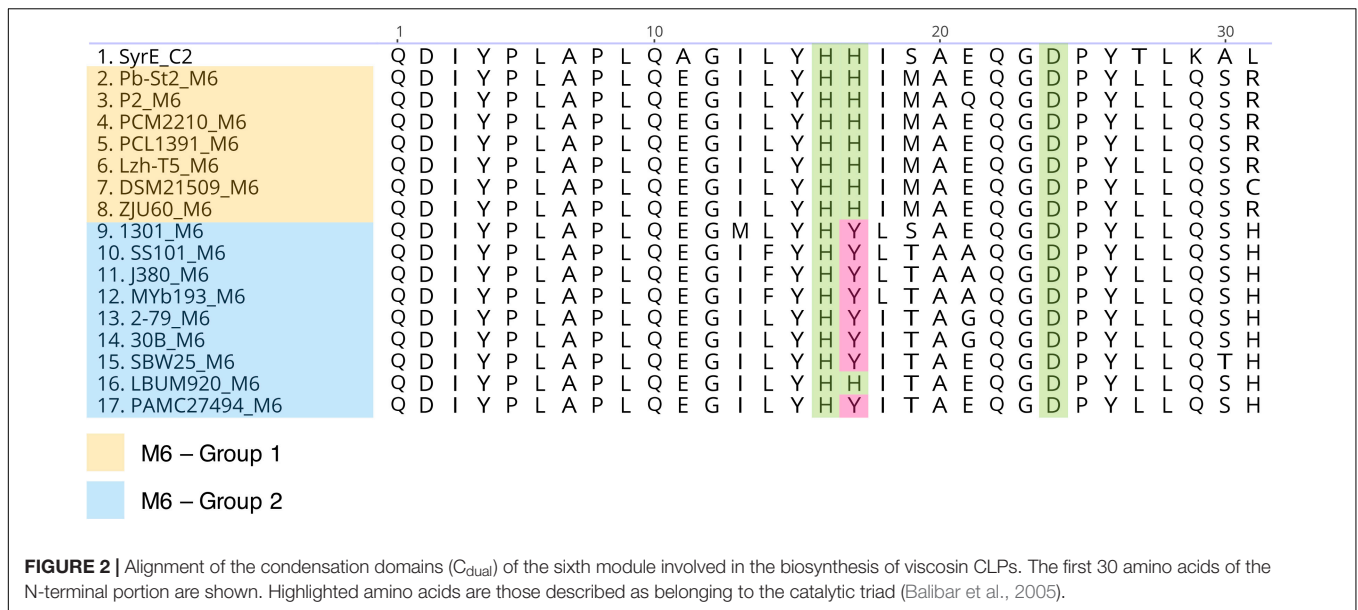 1 10 20 30
1. SyrE_C2 Q D I Y P L A P L Q A G I L Y H H I S A E Q G D P Y T L K A L
2. Pb-St2_M6 Q D I Y P L A P L Q E G I L Y H H I M A E Q G D P Y L L Q S R
3. P2_M6 Q D I Y P L A P L Q E G I L Y H H I M A Q Q G D P Y L L Q S R
4. PCM2210_M6 Q D I Y P L A P L Q E G I L Y H H I M A E Q G D P Y L L Q S R
5. PCL1391_M6 Q D I Y P L A P L Q E G I L Y H H I M A E Q G D P Y L L Q S R
6. Lzh-T5_M6 Q D I Y P L A P L Q E G I L Y H H I M A E Q G D P Y L L Q S R
7. DSM21509_M6 Q D I Y P L A P L Q E G I L Y H H I M A E Q G D P Y L L Q S C
8. ZJU60_M6 Q D I Y P L A P L Q E G I L Y H H I M A E Q G D P Y L L Q S R
9. 1301_M6 Q D I Y P L A P L Q E G M L Y H Y L S A E Q G D P Y L L Q S H
10. SS101_M6 Q D I Y P L A P L Q E G I F Y H Y L T A A Q G D P Y L L Q S H
11. J380_M6 Q D I Y P L A P L Q E G I F Y H Y L T A A Q G D P Y L L Q S H
12. MYb193_M6 Q D I Y P L A P L Q E G I F Y H Y L T A A Q G D P Y L L Q S H
13. 2-79_M6 Q D I Y P L A P L Q E G I L Y H Y I T A G Q G D P Y L L Q S H
14. 30B_M6 Q D I Y P L A P L Q E G I L Y H Y I T A G Q G D P Y L L Q S H
15. SBW25_M6 Q D I Y P L A P L Q E G I L Y H Y I T A E Q G D P Y L L Q T H
16. LBUM920_M6 Q D I Y P L A P L Q E G I L Y H H I T A E Q G D P Y L L Q S H
17. PAMC27494_M6 Q D I Y P L A P L Q E G I L Y H Y I T A E Q G D P Y L L Q S H
M6 – Group 1
M6 – Group 2
FIGURE 2 | Alignment of the condensation domains (Cdual) of the sixth module involved in the biosynthesis of viscosin CLPs. The first 30 amino acids of the
N-terminal portion are shown. Highlighted amino acids are those described as belonging to the catalytic triad (Balibar et al., 2005).